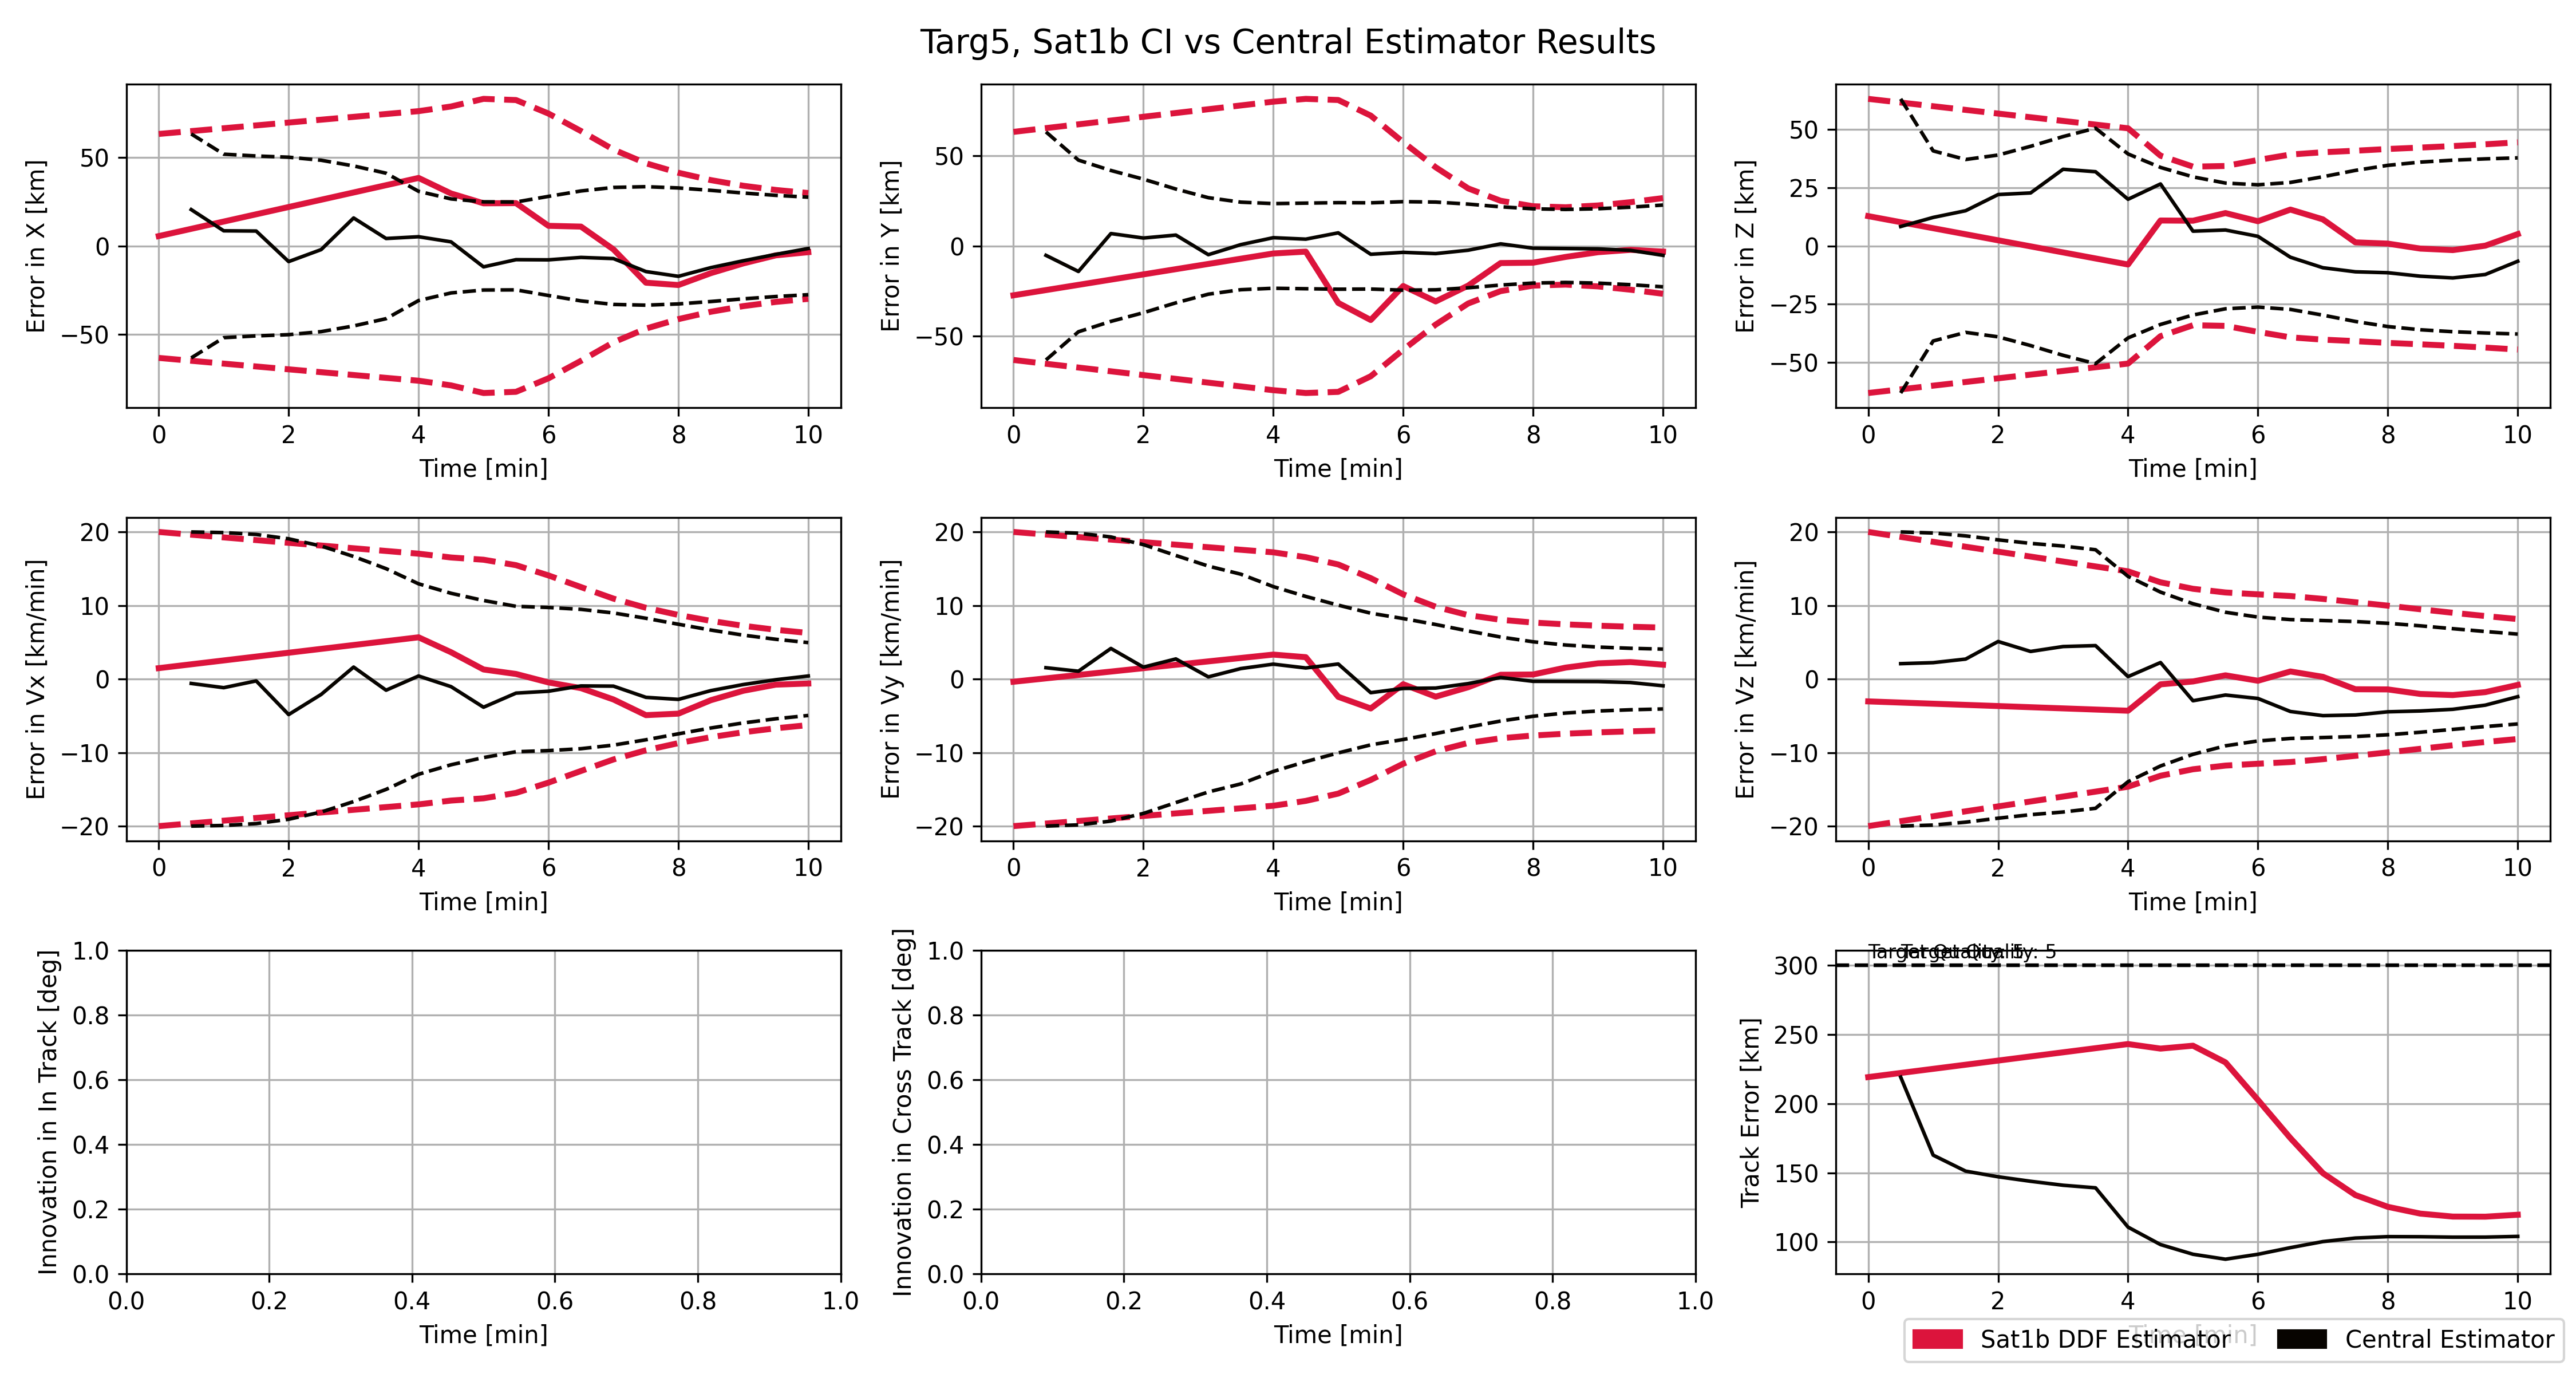 Targ5, Sat1b CI vs Central Estimator Results
Error in X [km]
50
0
−50
0 2 4 6 8 10
Time [min]
Error in Y [km]
50
0
−50
0 2 4 6 8 10
Time [min]
Error in Z [km]
50
25
0
−25
−50
0 2 4 6 8 10
Time [min]
Error in Vx [km/min]
20
10
0
−10
−20
0 2 4 6 8 10
Time [min]
Error in Vy [km/min]
20
10
0
−10
−20
0 2 4 6 8 10
Time [min]
Error in Vz [km/min]
20
10
0
−10
−20
0 2 4 6 8 10
Time [min]
Innovation in In Track [deg]
1.0
0.8
0.6
0.4
0.2
0.0
0.0 0.2 0.4 0.6 0.8 1.0
Time [min]
Innovation in Cross Track [deg]
1.0
0.8
0.6
0.4
0.2
0.0
0.0 0.2 0.4 0.6 0.8 1.0
Time [min]
Track Error [km]
Target Quality: 5
Target Quality: 5
300
250
200
150
100
0 2 4 6 8 10
Time [min]
Sat1b DDF Estimator
Central Estimator